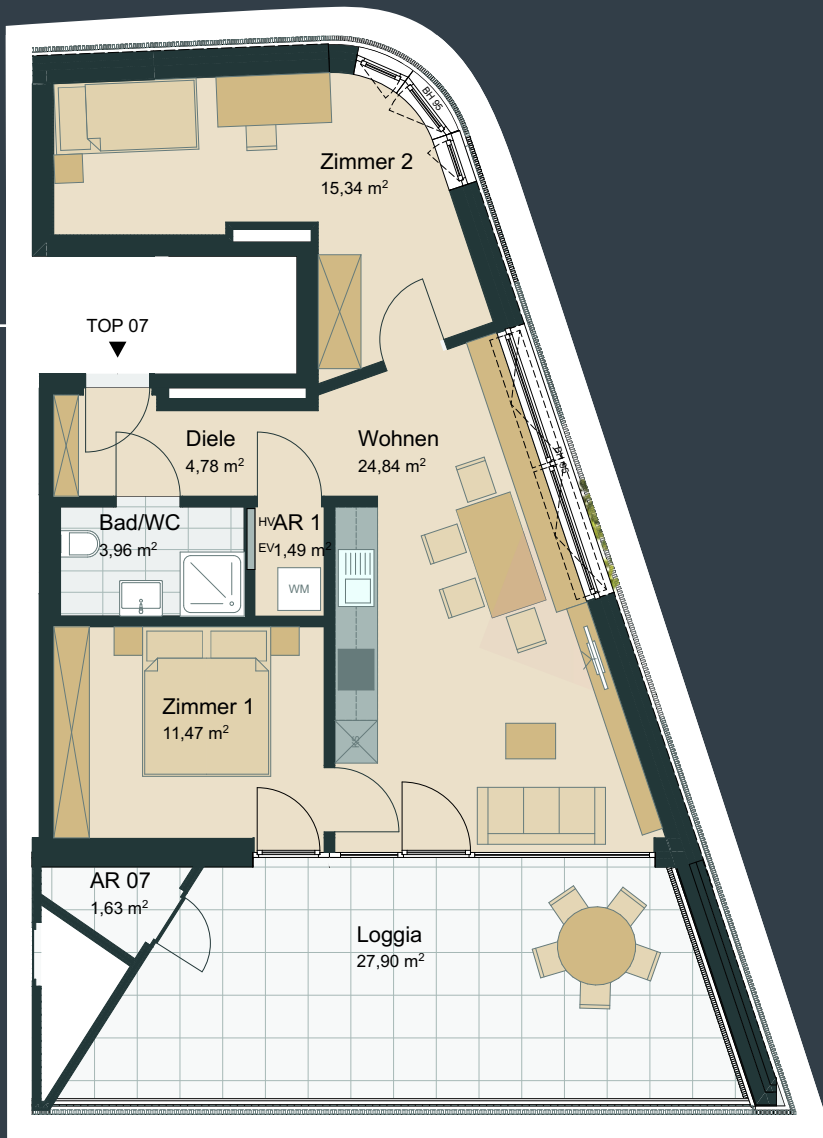 BH 95
Zimmer 2
15,34 m²
TOP 07
Diele
4,78 m²
Wohnen
24,84 m²
Bad/WC
3,96 m²
HV
AR 1
EV
1,49 m²
WM
Zimmer 1
11,47 m²
AR 07
1,63 m²
Loggia
27,90 m²